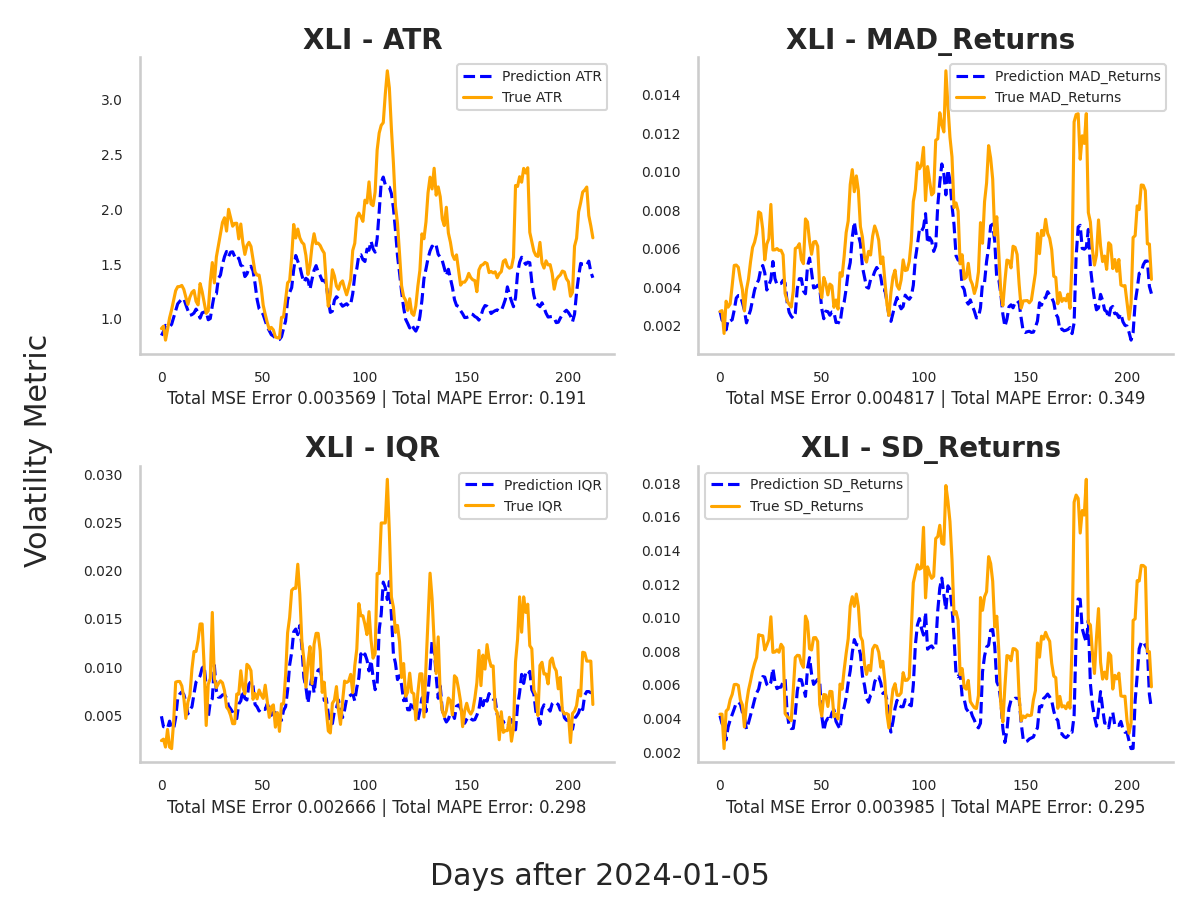 XLI - ATR
Prediction ATR
True ATR
3.0
2.5
2.0
1.5
1.0
0 50 100 150 200
Total MSE Error 0.003569 | Total MAPE Error: 0.191
XLI - MAD_Returns
Prediction MAD_Returns
True MAD_Returns
0.014
0.012
0.010
0.008
0.006
0.004
0.002
0 50 100 150 200
Total MSE Error 0.004817 | Total MAPE Error: 0.349
Volatility Metric
XLI - IQR
Prediction IQR
True IQR
0.030
0.025
0.020
0.015
0.010
0.005
0 50 100 150 200
Total MSE Error 0.002666 | Total MAPE Error: 0.298
XLI - SD_Returns
Prediction SD_Returns
True SD_Returns
0.018
0.016
0.014
0.012
0.010
0.008
0.006
0.004
0.002
0 50 100 150 200
Total MSE Error 0.003985 | Total MAPE Error: 0.295
Days after 2024-01-05